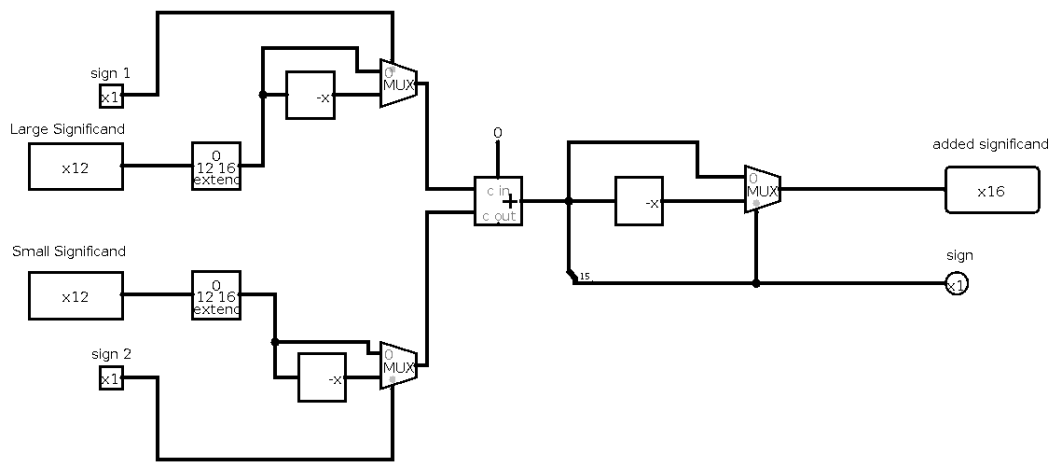 sign 1
x1
0
MUX
-x
Large Significand
x12
0
12 16
extend
0
c in
+
c out
0
MUX
-x
added significand
x16
15
sign
x1
Small Significand
x12
0
12 16
extend
sign 2
x1
0
MUX
-x